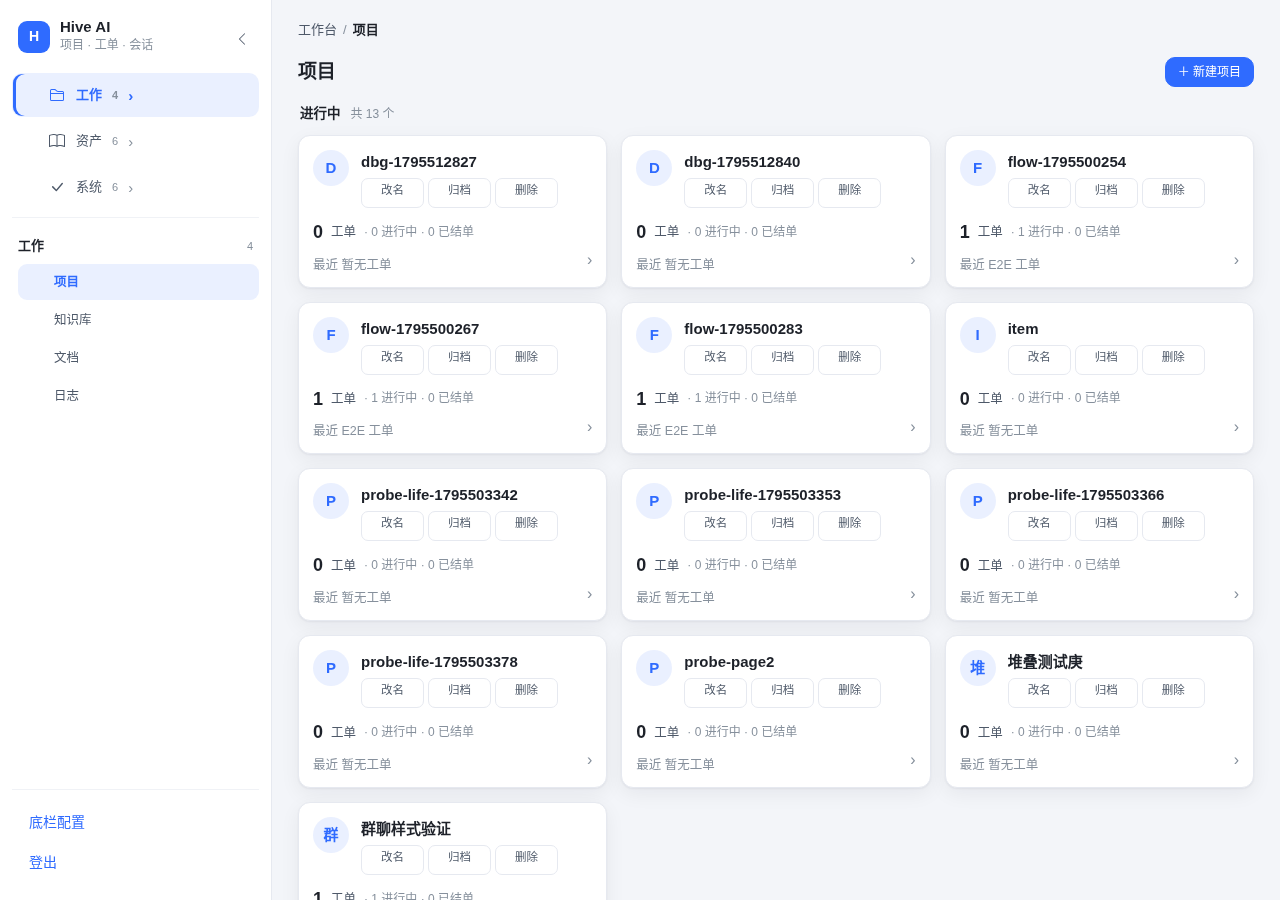 H
Hive AI
项目 · 工单 · 会话
工作 4 ›
资产 6 ›
系统 6 ›
工作 4
项目
知识库
文档
日志
底栏配置
登出
工作台 / 项目
项目
＋ 新建项目
进行中 共 13 个
D dbg-1795512827
改名 归档 删除
0 工单 · 0 进行中 · 0 已结单
最近 暂无工单 ›
D dbg-1795512840
改名 归档 删除
0 工单 · 0 进行中 · 0 已结单
最近 暂无工单 ›
F flow-1795500254
改名 归档 删除
1 工单 · 1 进行中 · 0 已结单
最近 E2E 工单 ›
F flow-1795500267
改名 归档 删除
1 工单 · 1 进行中 · 0 已结单
最近 E2E 工单 ›
F flow-1795500283
改名 归档 删除
1 工单 · 1 进行中 · 0 已结单
最近 E2E 工单 ›
I item
改名 归档 删除
0 工单 · 0 进行中 · 0 已结单
最近 暂无工单 ›
P probe-life-1795503342
改名 归档 删除
0 工单 · 0 进行中 · 0 已结单
最近 暂无工单 ›
P probe-life-1795503353
改名 归档 删除
0 工单 · 0 进行中 · 0 已结单
最近 暂无工单 ›
P probe-life-1795503366
改名 归档 删除
0 工单 · 0 进行中 · 0 已结单
最近 暂无工单 ›
P probe-life-1795503378
改名 归档 删除
0 工单 · 0 进行中 · 0 已结单
最近 暂无工单 ›
P probe-page2
改名 归档 删除
0 工单 · 0 进行中 · 0 已结单
最近 暂无工单 ›
堆 堆叠测试庚
改名 归档 删除
0 工单 · 0 进行中 · 0 已结单
最近 暂无工单 ›
群 群聊样式验证
改名 归档 删除
1 工单 · 1 进行中 · 0 已结单